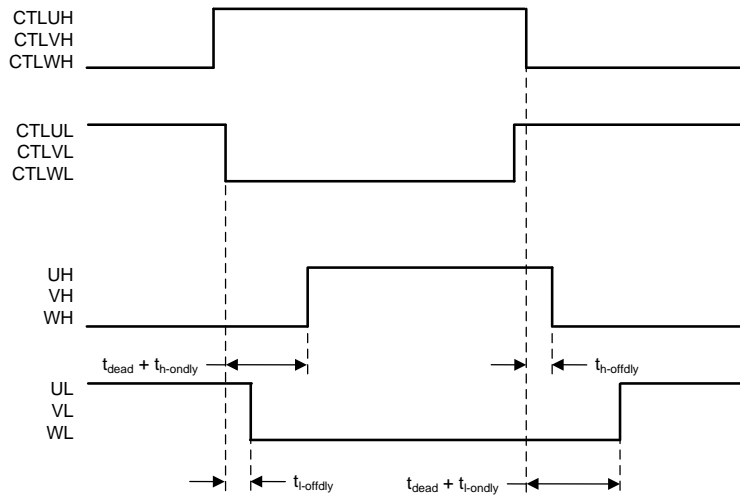 CTLUH
CTLVH
CTLWH
CTLUL
CTLVL
CTLWL
UH
VH
WH
tdead + th-ondly
th-offdly
UL
VL
WL
tl-offdly
tdead + tl-ondly